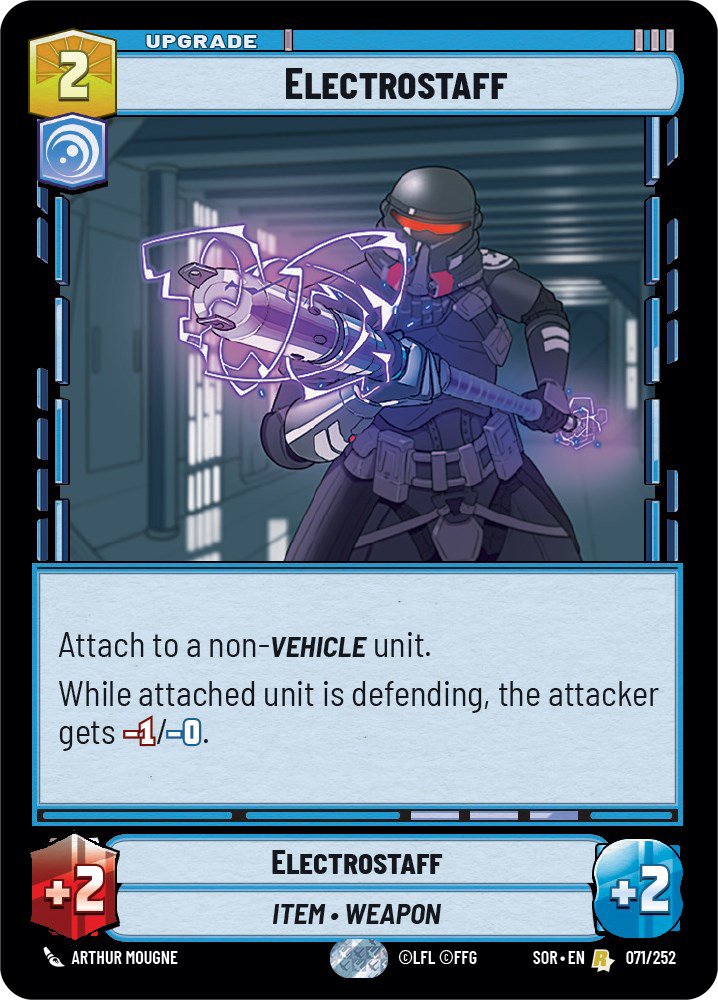 UPGRADE
2
ELECTROSTAFF
Attach to a non-VEHICLE unit.
While attached unit is defending, the attacker
gets -1/-0.
ELECTROSTAFF
+2
+2
ITEM • WEAPON
ARTHUR MOUGNE
©LFL ©FFG
SOR • EN
R
071/252